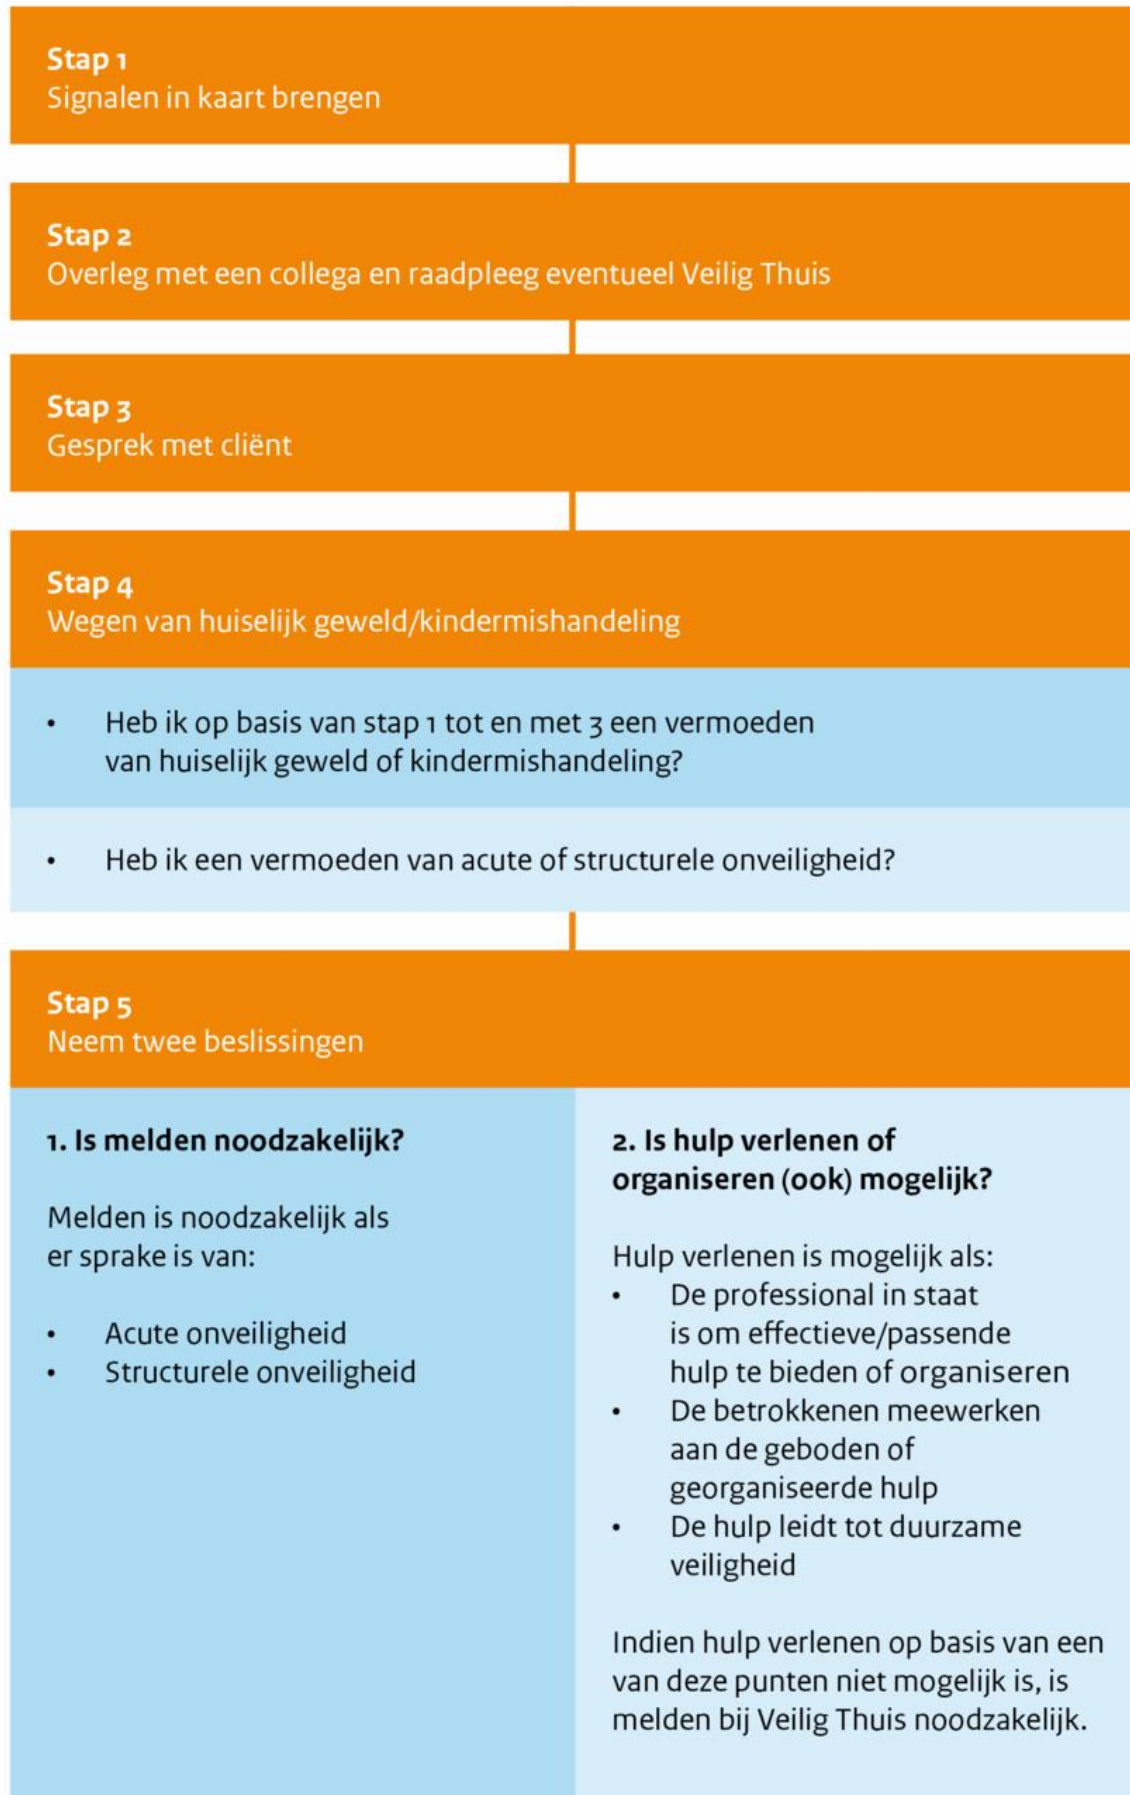 Stap 1
Signalen in kaart brengen
Stap 2
Overleg met een collega en raadpleeg eventueel Veilig Thuis
Stap 3
Gesprek met cliënt
Stap 4
Wegen van huiselijk geweld/kindermishandeling
• Heb ik op basis van stap 1 tot en met 3 een vermoeden
van huiselijk geweld of kindermishandeling?
• Heb ik een vermoeden van acute of structurele onveiligheid?
Stap 5
Neem twee beslissingen
1. Is melden noodzakelijk?
Melden is noodzakelijk als
er sprake is van:
• Acute onveiligheid
• Structurele onveiligheid
2. Is hulp verlenen of
organiseren (ook) mogelijk?
Hulp verlenen is mogelijk als:
• De professional in staat
is om effectieve/passende
hulp te bieden of organiseren
• De betrokkenen meewerken
aan de geboden of
georganiseerde hulp
• De hulp leidt tot duurzame
veiligheid
Indien hulp verlenen op basis van een
van deze punten niet mogelijk is, is
melden bij Veilig Thuis noodzakelijk.